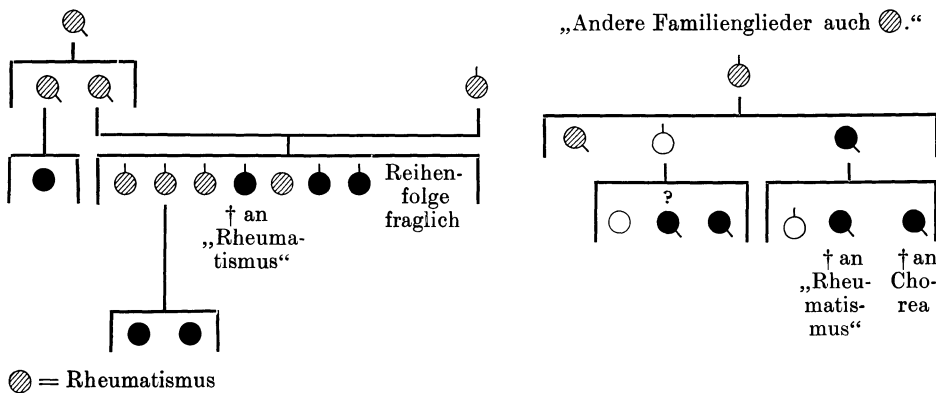 „Andere Familienglieder auch .“
Reihen-
folge
fraglich
† an
„Rheuma-
tismus“
?
† an
„Rheu-
matis-
mus“
† an
Cho-
rea
= Rheumatismus